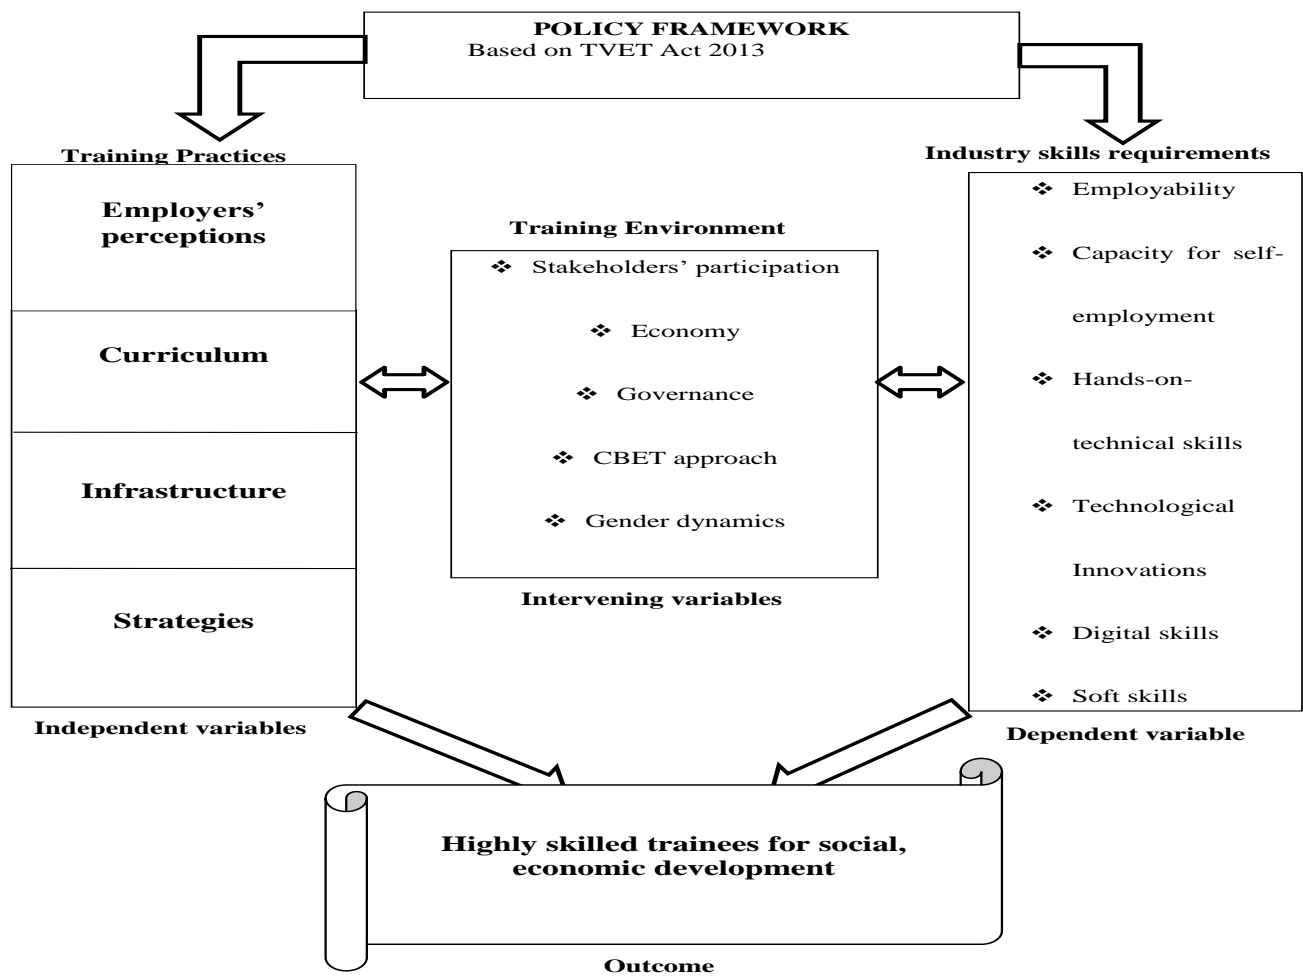 POLICY FRAMEWORK
Based on TVET Act 2013
Training Practices
Employers’
perceptions
Curriculum
Infrastructure
Strategies
Independent variables
Training Environment
❖ Stakeholders’ participation
❖ Economy
❖ Governance
❖ CBET approach
❖ Gender dynamics
Intervening variables
Industry skills requirements
❖ Employability
❖ Capacity for self-
employment
❖ Hands-on-
technical skills
❖ Technological
Innovations
❖ Digital skills
❖ Soft skills
Dependent variable
Highly skilled trainees for social,
economic development
Outcome